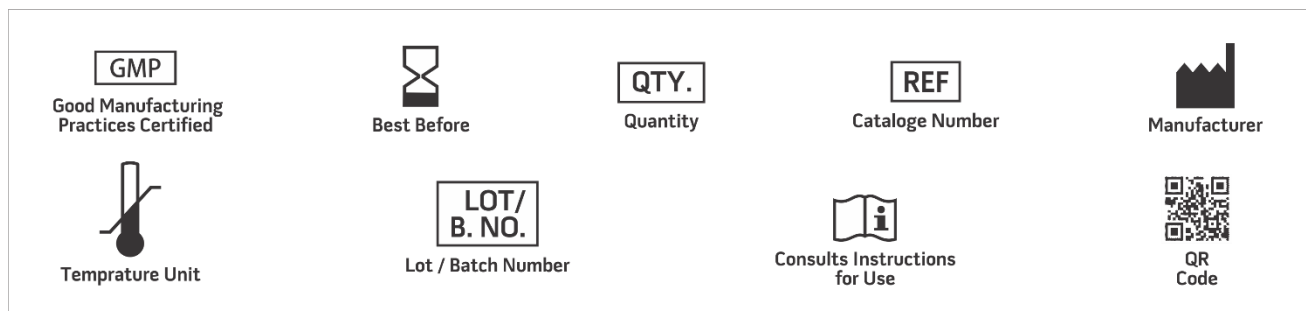 GMP
Good Manufacturing
Practices Certified
Best Before
QTY.
Quantity
REF
Cataloge Number
Manufacturer
Temprature Unit
LOT/
B. NO.
Lot / Batch Number
i
Consults Instructions
for Use
QR
Code